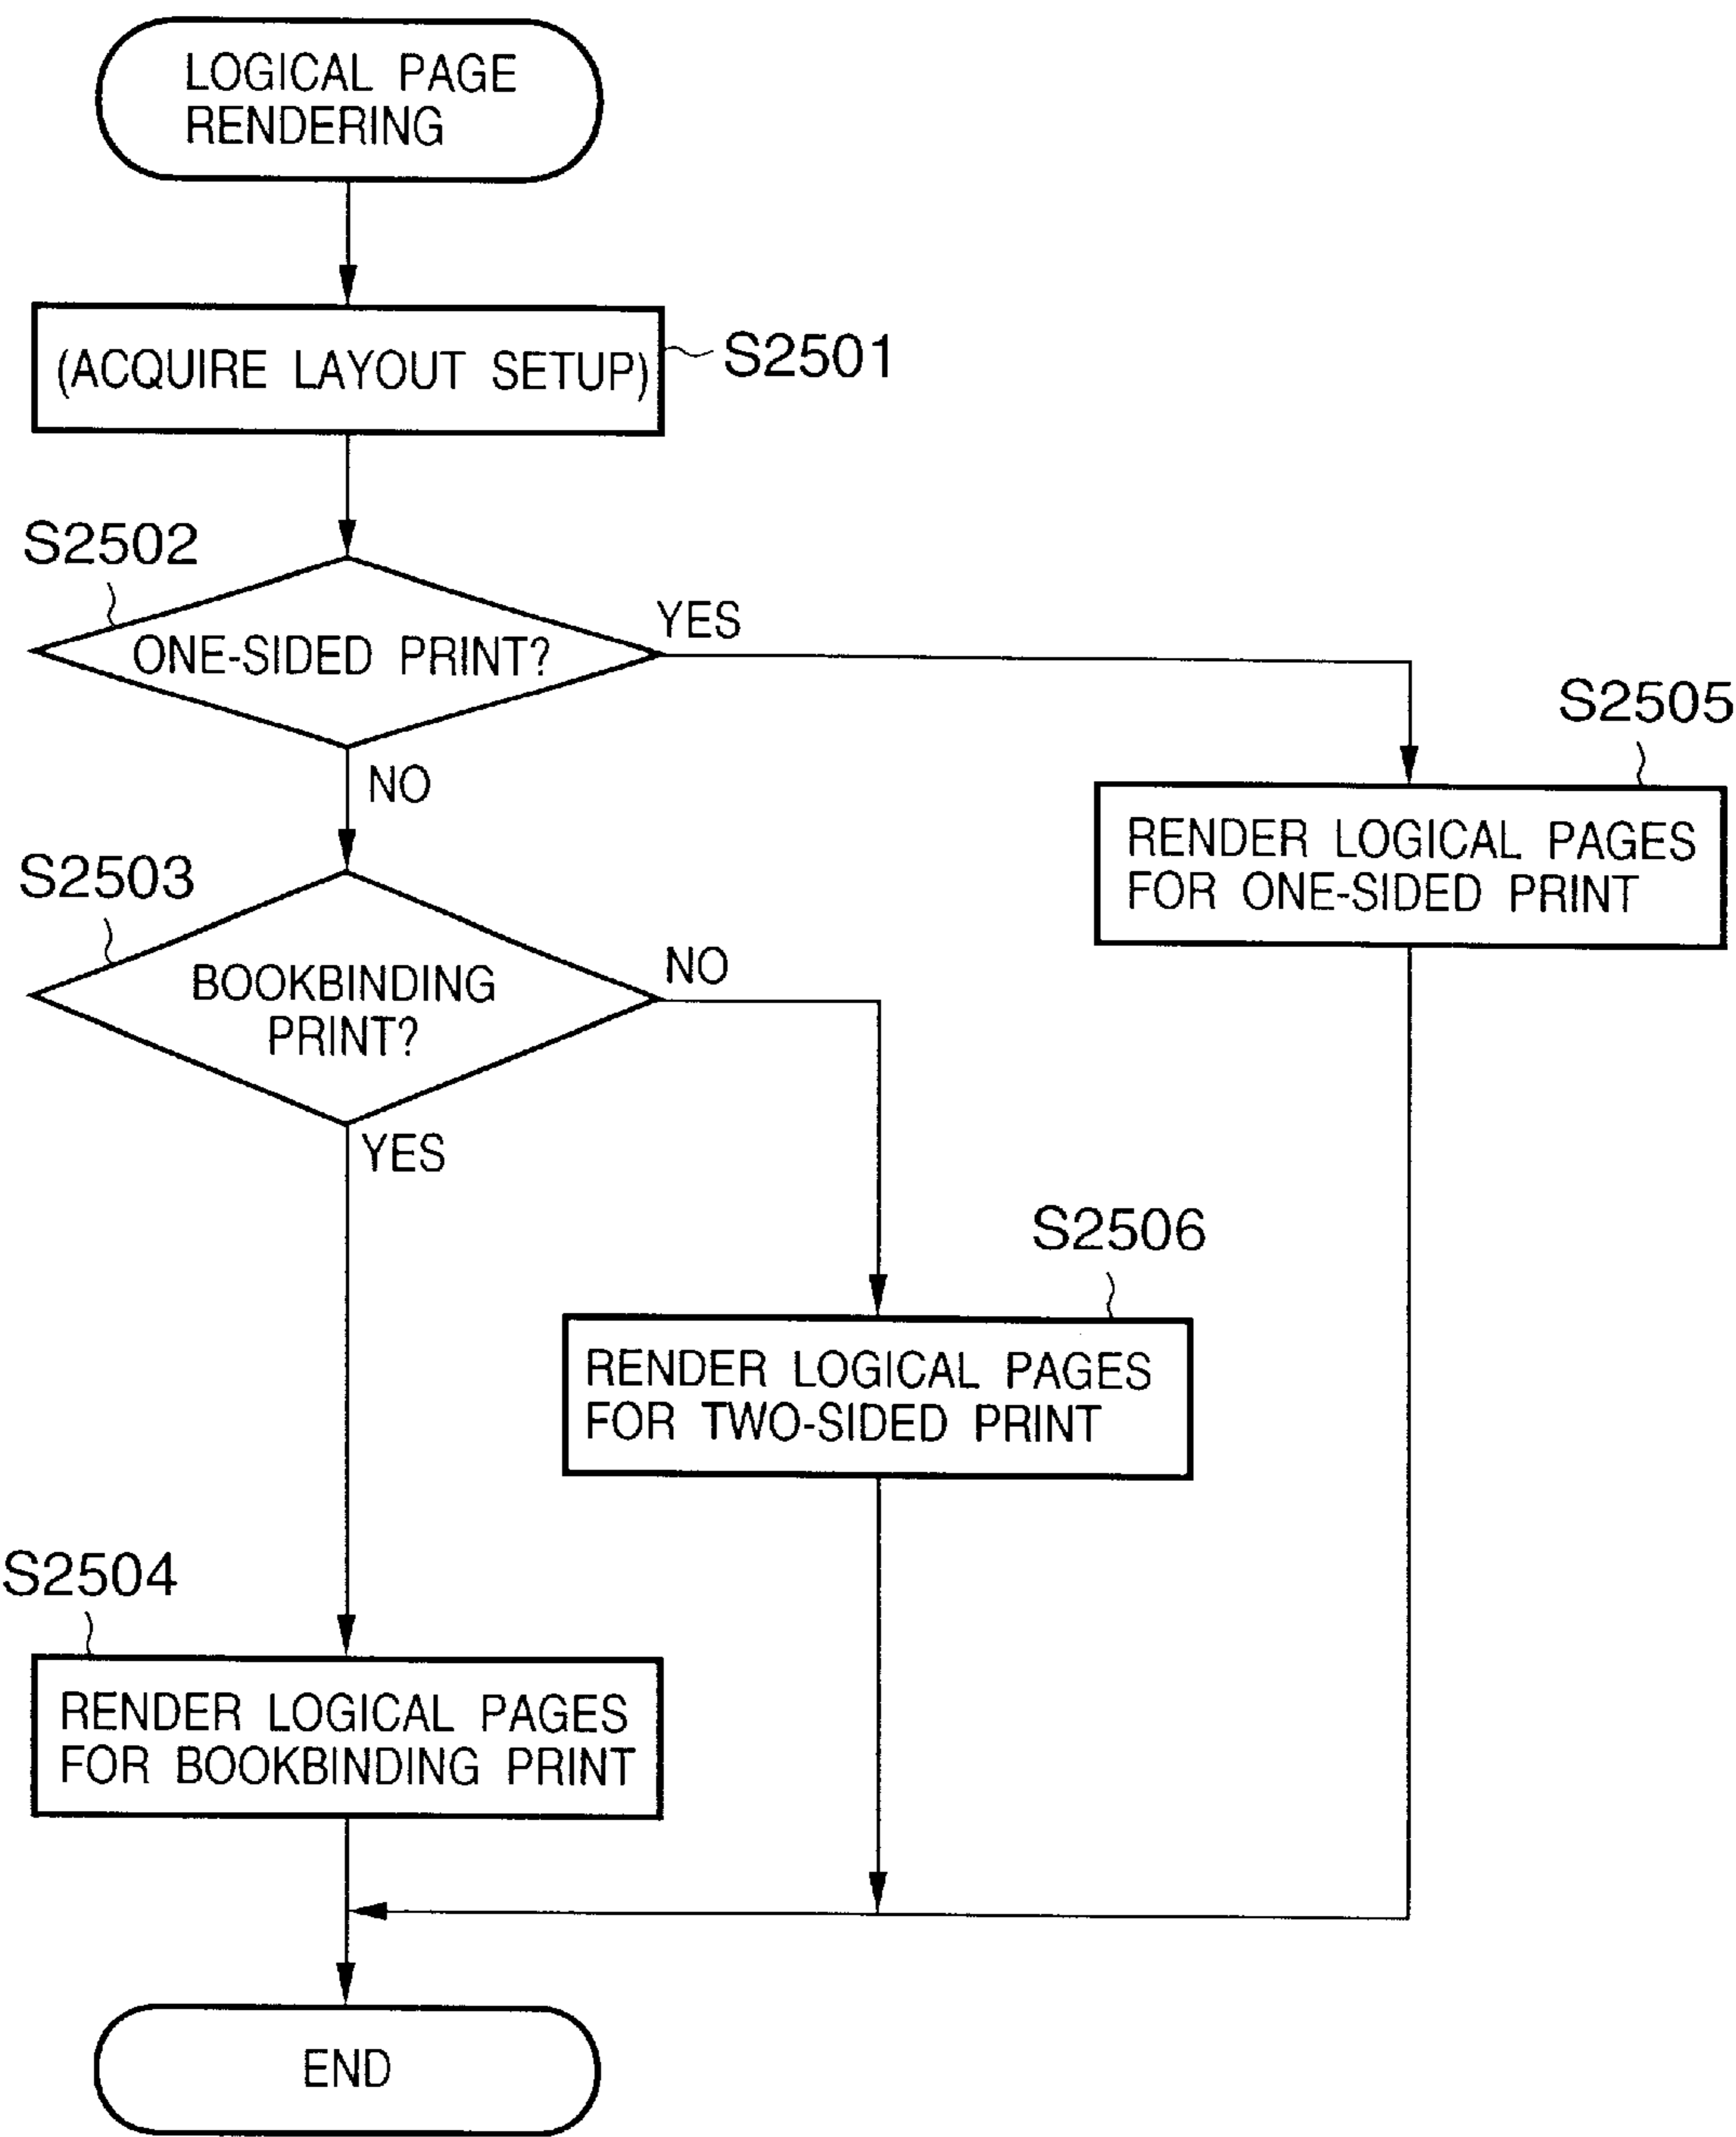 LOGICAL PAGE
RENDERING
(ACQUIRE LAYOUT SETUP)
S2501
S2502
ONE-SIDED PRINT?
YES
NO
S2505
RENDER LOGICAL PAGES
FOR ONE-SIDED PRINT
S2503
BOOKBINDING
PRINT?
NO
YES
S2506
RENDER LOGICAL PAGES
FOR TWO-SIDED PRINT
S2504
RENDER LOGICAL PAGES
FOR BOOKBINDING PRINT
END